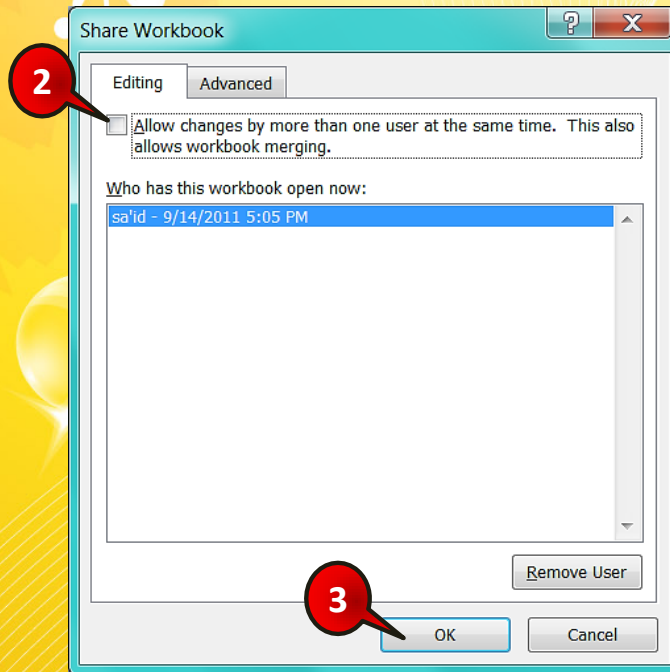 Share Workbook
2
Editing
Advanced
Allow changes by more than one user at the same time. This also
allows workbook merging.
Who has this workbook open now:
sa'id - 9/14/2011 5:05 PM
Remove User
3
OK
Cancel